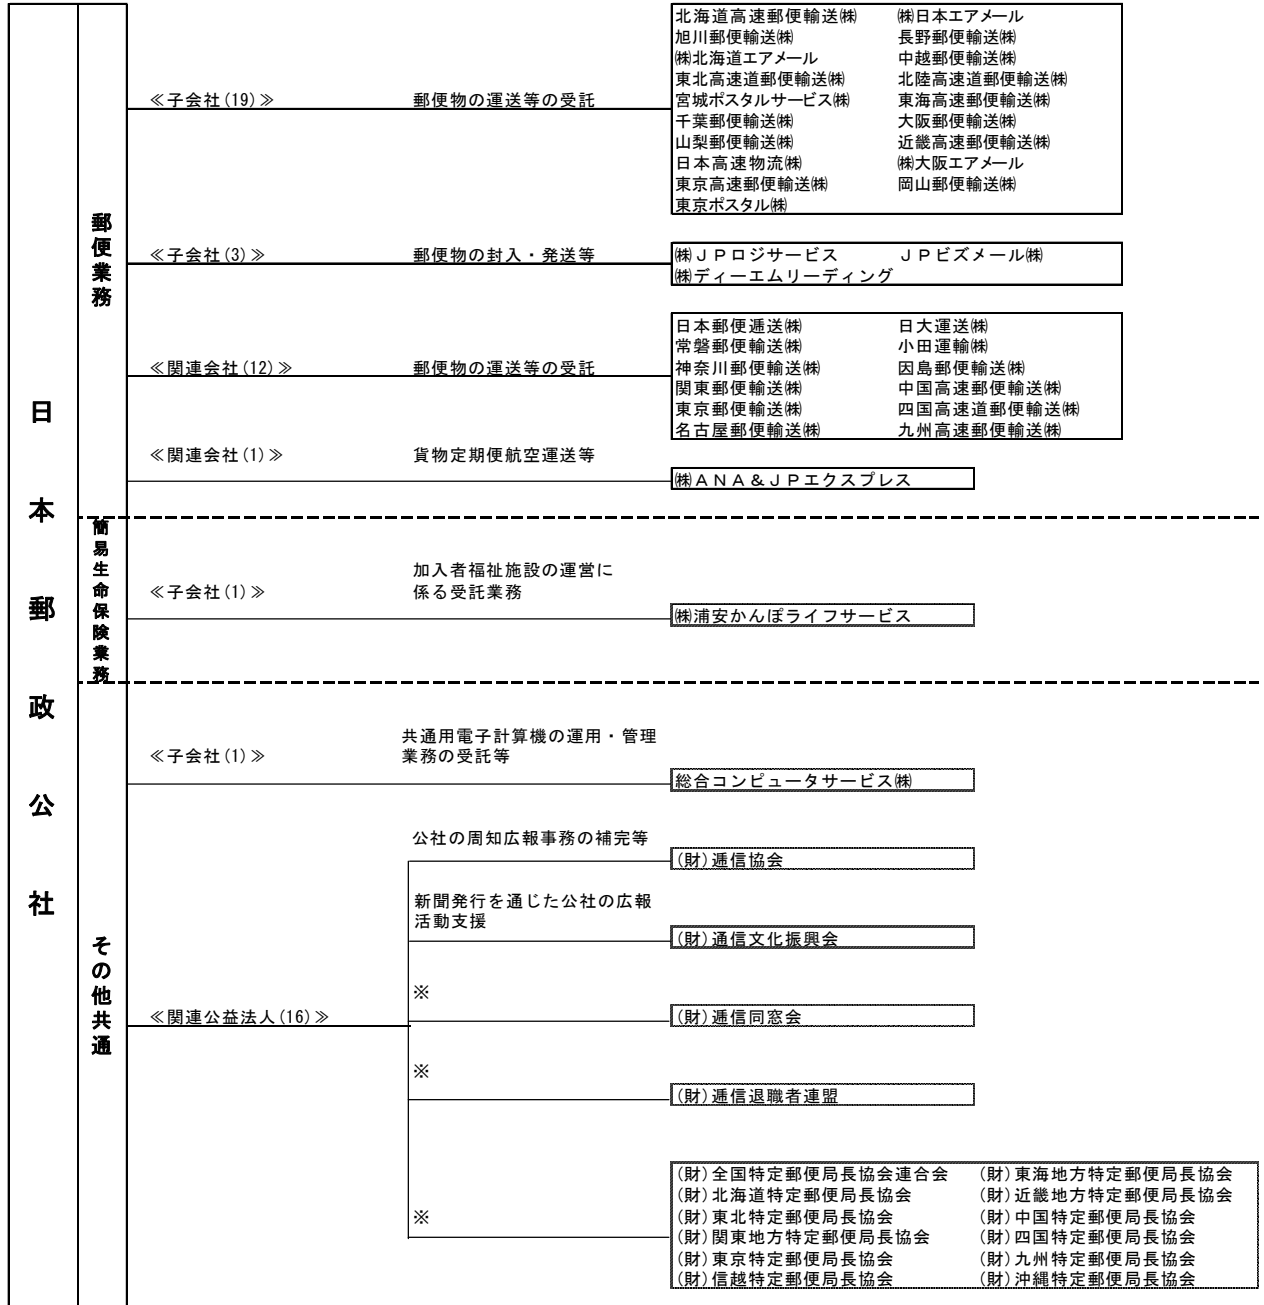 日本郵政公社
郵便業務
≪子会社(19)≫ 郵便物の運送等の受託
北海道高速郵便輸送㈱ ㈱日本エアメール
旭川郵便輸送㈱ 長野郵便輸送㈱
㈱北海道エアメール 中越郵便輸送㈱
東北高速道郵便輸送㈱ 北陸高速道郵便輸送㈱
宮城ポスタルサービス㈱ 東海高速郵便輸送㈱
千葉郵便輸送㈱ 大阪郵便輸送㈱
山梨郵便輸送㈱ 近畿高速郵便輸送㈱
日本高速物流㈱ ㈱大阪エアメール
東京高速郵便輸送㈱ 岡山郵便輸送㈱
東京ポスタル㈱
≪子会社(3)≫ 郵便物の封入・発送等
㈱ＪＰロジサービス ＪＰビズメール㈱
㈱ディーエムリーディング
≪関連会社(12)≫ 郵便物の運送等の受託
日本郵便逓送㈱ 日大運送㈱
常磐郵便輸送㈱ 小田運輸㈱
神奈川郵便輸送㈱ 因島郵便輸送㈱
関東郵便輸送㈱ 中国高速郵便輸送㈱
東京郵便輸送㈱ 四国高速道郵便輸送㈱
名古屋郵便輸送㈱ 九州高速郵便輸送㈱
≪関連会社(1)≫ 貨物定期便航空運送等
㈱ＡＮＡ＆ＪＰエクスプレス
簡易生命保険業務
≪子会社(1)≫
加入者福祉施設の運営に
係る受託業務
㈱浦安かんぽライフサービス
その他共通
≪子会社(1)≫
共通用電子計算機の運用・管理
業務の受託等
総合コンピュータサービス㈱
≪関連公益法人(16)≫
公社の周知広報事務の補完等
(財)逓信協会
新聞発行を通じた公社の広報
活動支援
(財)通信文化振興会
※
(財)逓信同窓会
※
(財)逓信退職者連盟
※
(財)全国特定郵便局長協会連合会 (財)東海地方特定郵便局長協会
(財)北海道特定郵便局長協会 (財)近畿地方特定郵便局長協会
(財)東北特定郵便局長協会 (財)中国特定郵便局長協会
(財)関東地方特定郵便局長協会 (財)四国特定郵便局長協会
(財)東京特定郵便局長協会 (財)九州特定郵便局長協会
(財)信越特定郵便局長協会 (財)沖縄特定郵便局長協会